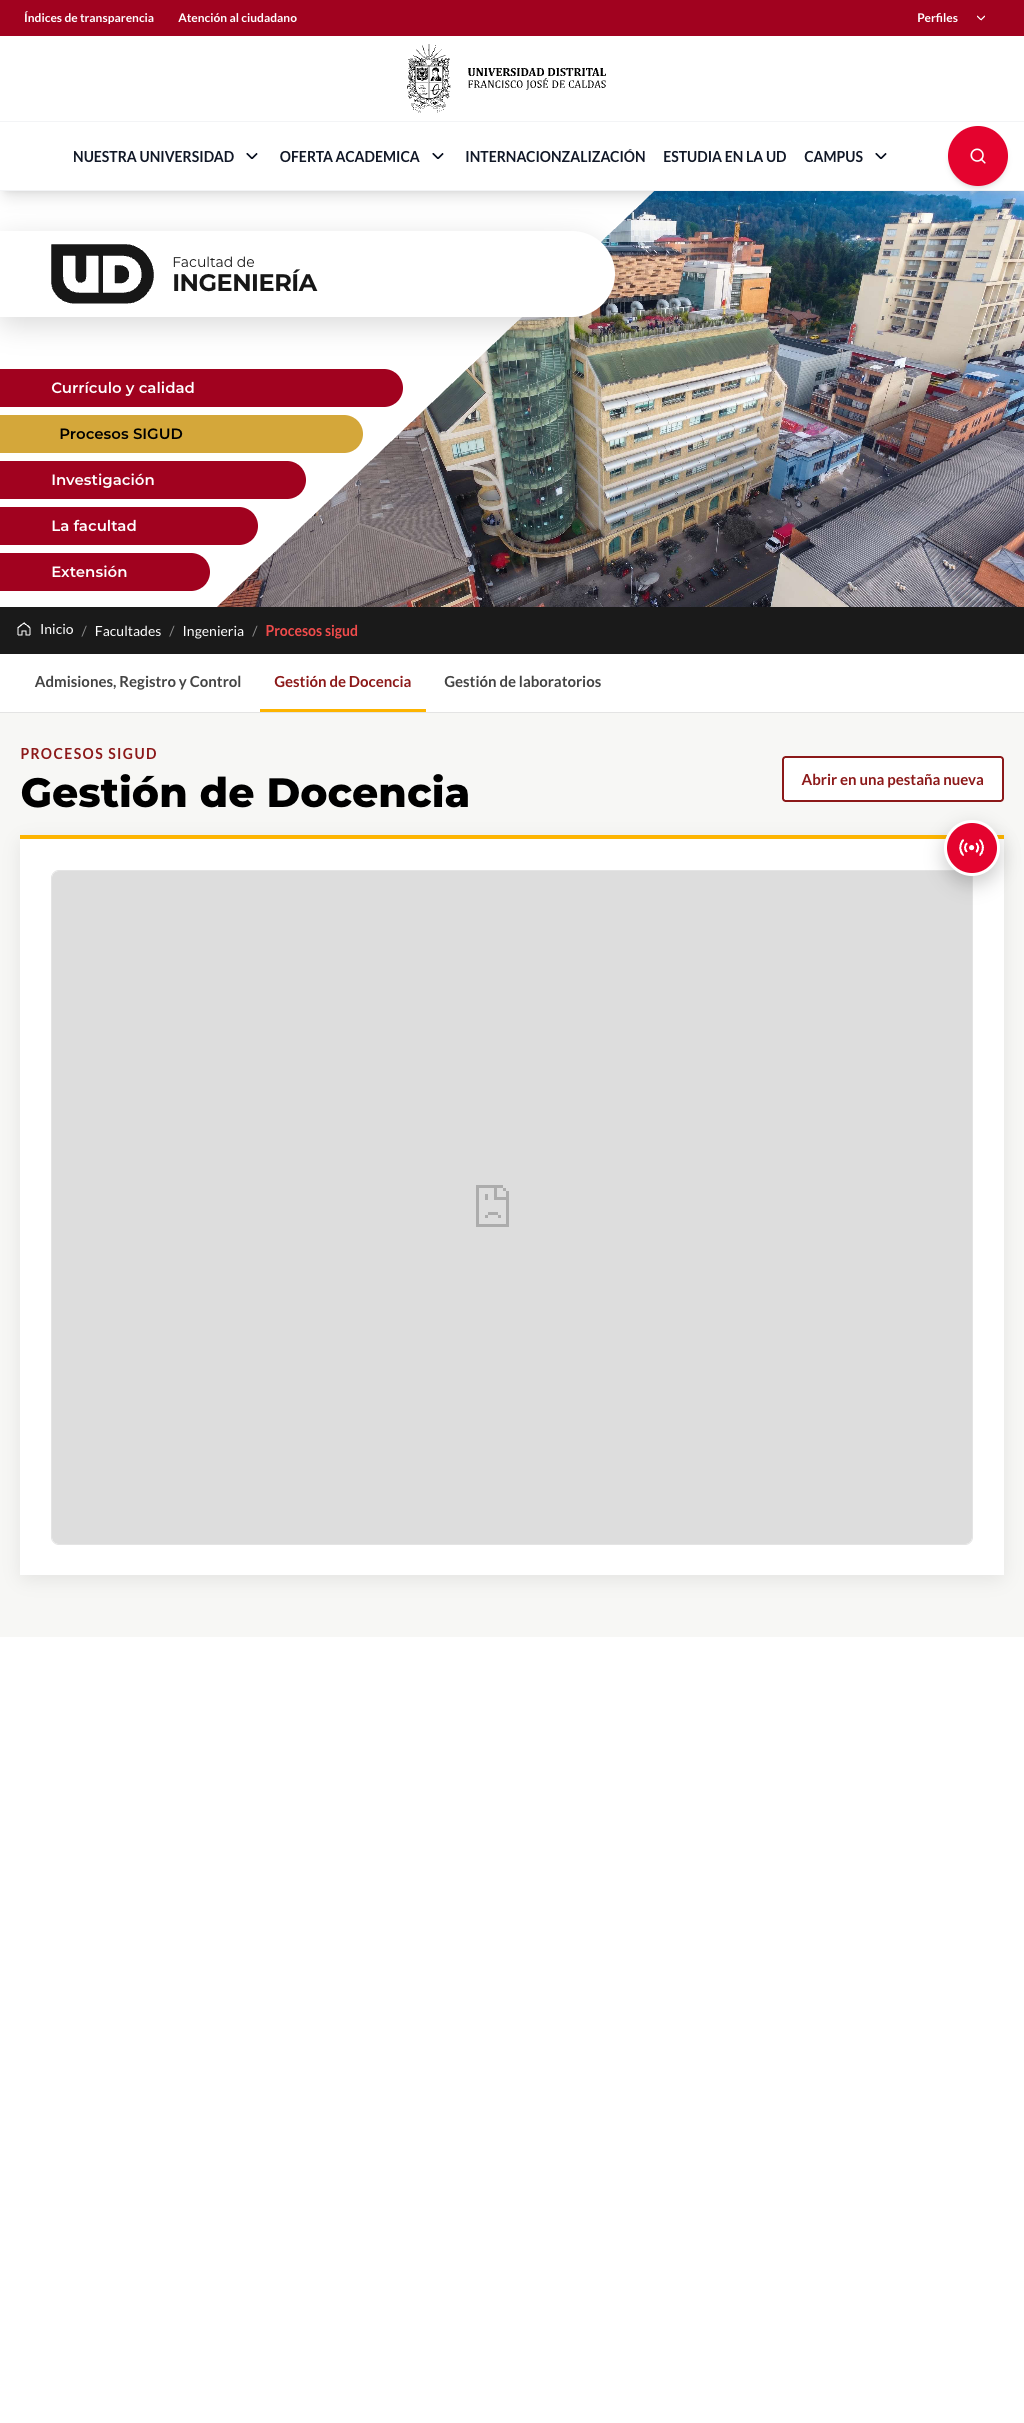 Índices de transparencia
Atención al ciudadano
Perfiles
UNIVERSIDAD DISTRITAL
FRANCISCO JOSÉ DE CALDAS
NUESTRA UNIVERSIDAD
OFERTA ACADEMICA
INTERNACIONZALIZACIÓN
ESTUDIA EN LA UD
CAMPUS
UD
Facultad de
INGENIERÍA
Currículo y calidad
Procesos SIGUD
Investigación
La facultad
Extensión
Inicio / Facultades / Ingenieria / Procesos sigud
Admisiones, Registro y Control
Gestión de Docencia
Gestión de laboratorios
PROCESOS SIGUD
Gestión de Docencia
Abrir en una pestaña nueva